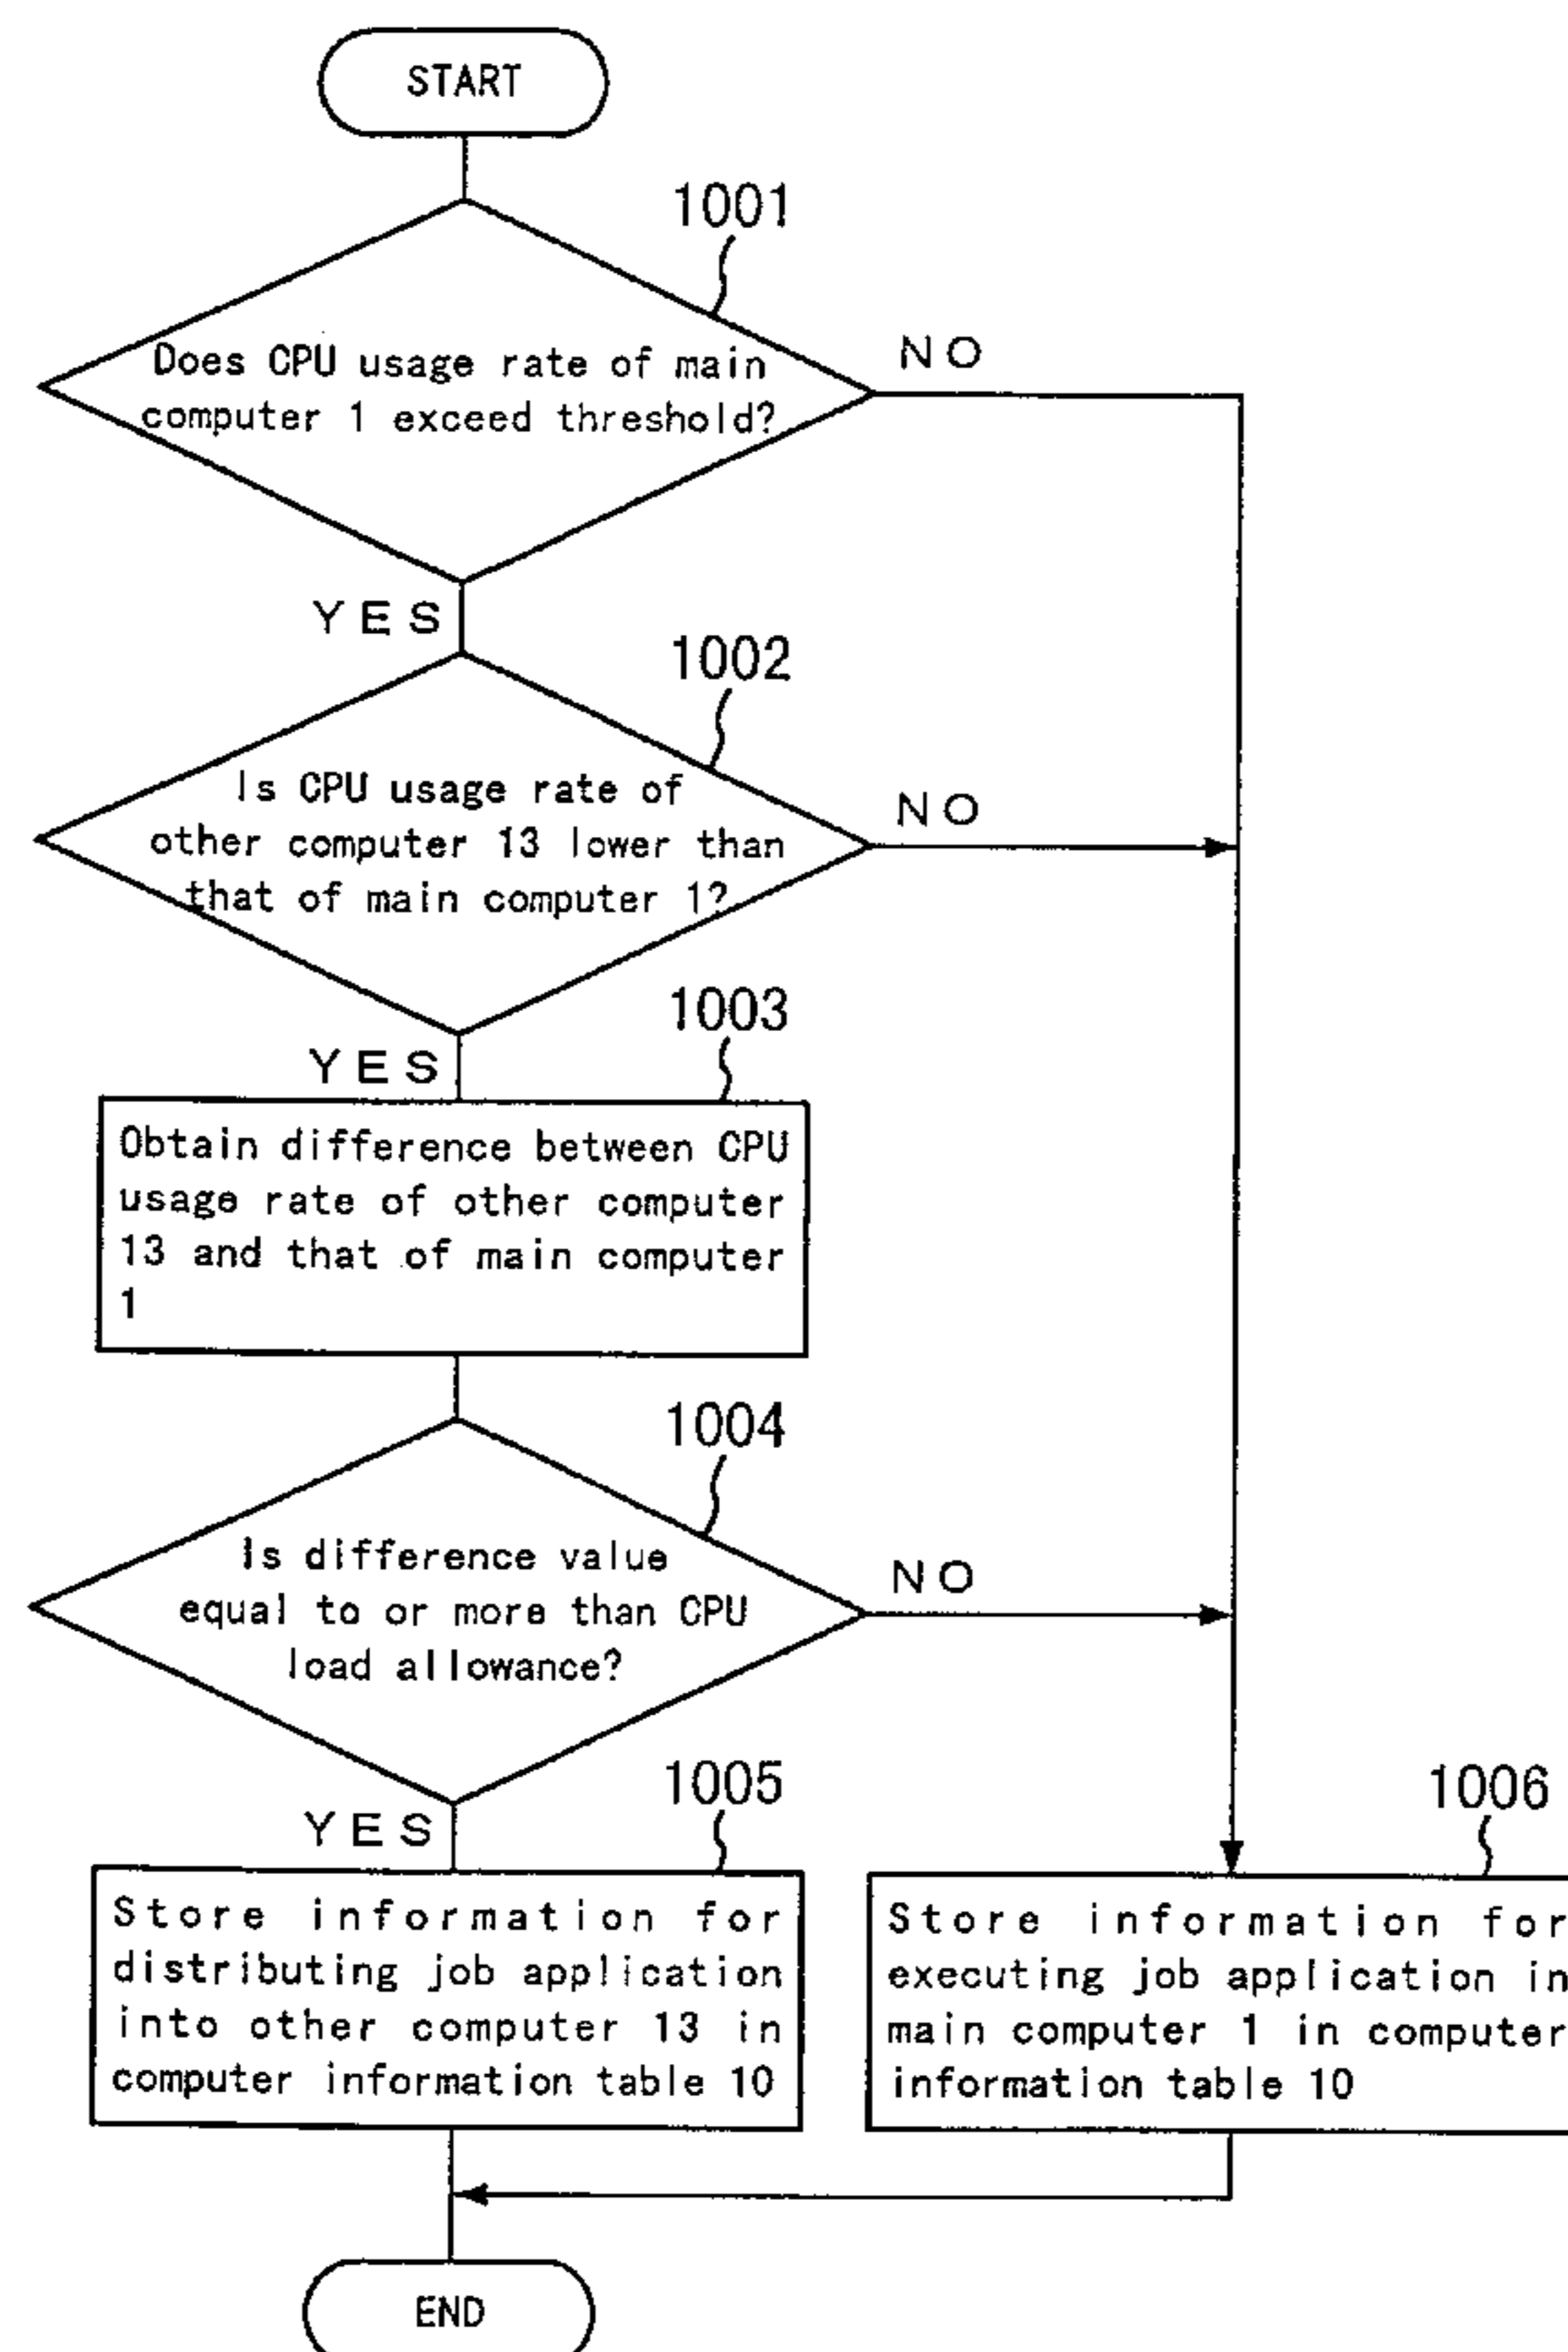 START
1001
Does CPU usage rate of main
computer 1 exceed threshold?
NO
YES
1002
Is CPU usage rate of
other computer 13 lower than
that of main computer 1?
NO
YES
1003
Obtain difference between CPU
usage rate of other computer
13 and that of main computer
1
1004
Is difference value
equal to or more than CPU
load allowance?
NO
YES
1005
Store information for
distributing job application
into other computer 13 in
computer information table 10
1006
Store information for
executing job application in
main computer 1 in computer
information table 10
END